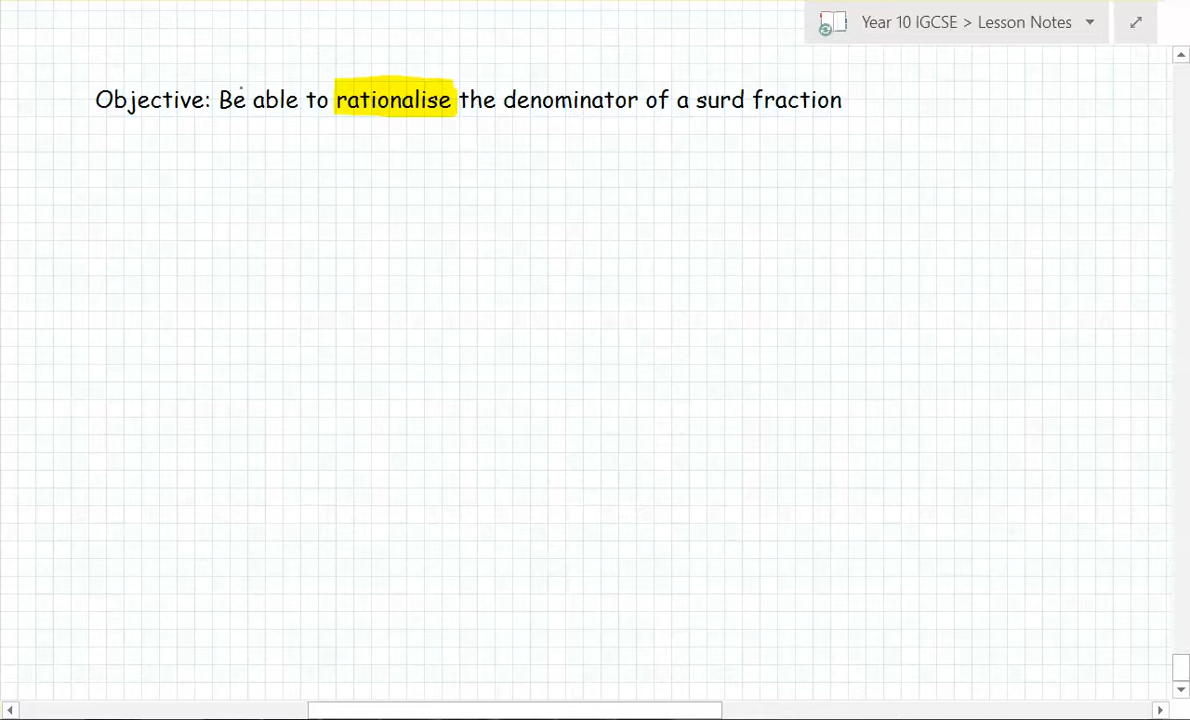 Year 10 IGCSE > Lesson Notes
Objective: Be able to rationalise the denominator of a surd fraction